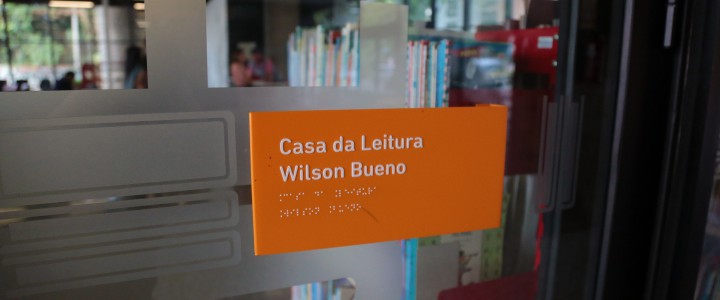 Casa da Leitura
Wilson Bueno